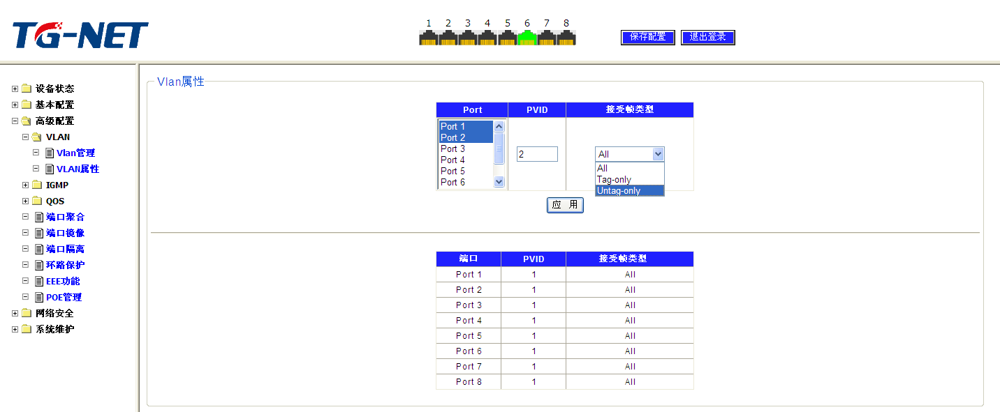 TG-NET
1 2 3 4 5 6 7 8
保存配置 退出登录
设备状态
基本配置
高级配置
VLAN
Vlan管理
VLAN属性
IGMP
QOS
端口聚合
端口镜像
端口隔离
环路保护
EEE功能
POE管理
网络安全
系统维护
Vlan属性
Port PVID 接受帧类型
Port 1
Port 2
Port 3
Port 4
Port 5
Port 6
2
All
All
Tag-only
Untag-only
应 用
端口 PVID 接受帧类型
Port 1 1 All
Port 2 1 All
Port 3 1 All
Port 4 1 All
Port 5 1 All
Port 6 1 All
Port 7 1 All
Port 8 1 All